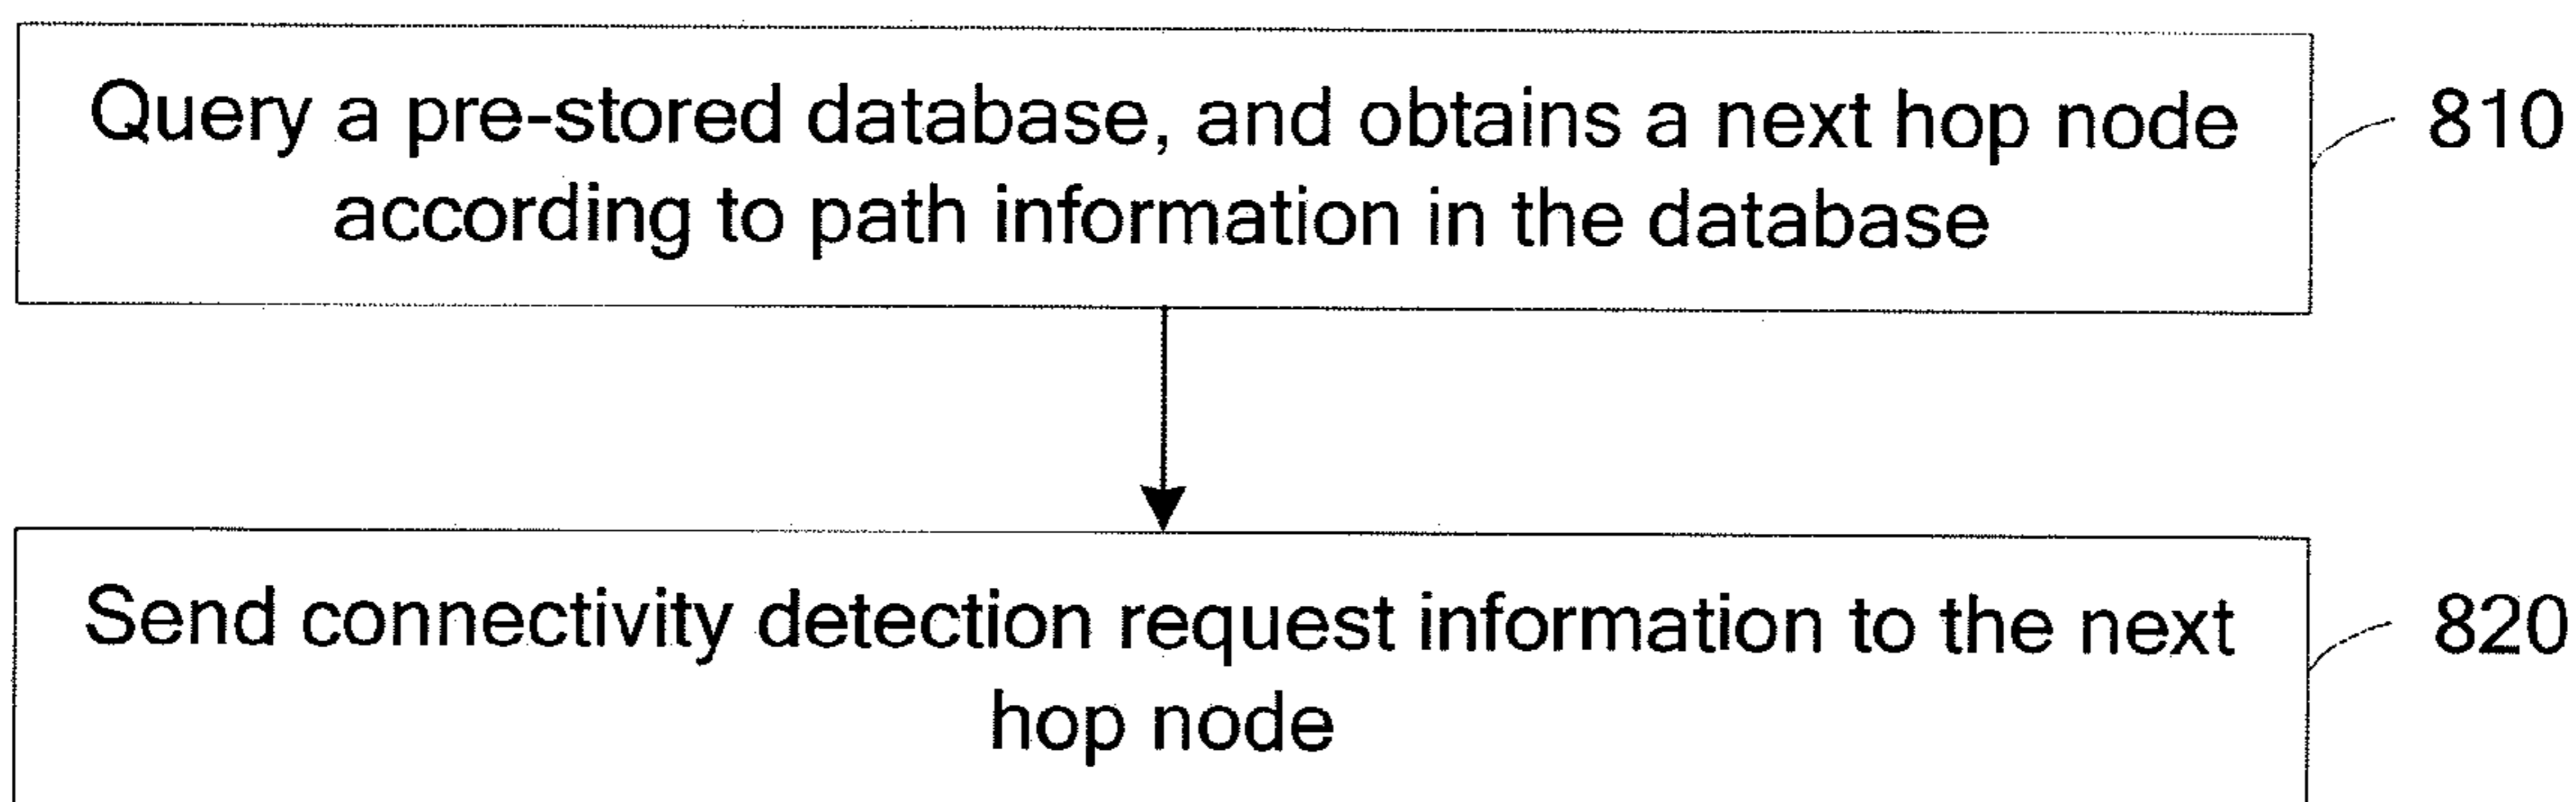 Query a pre-stored database, and obtains a next hop node
according to path information in the database
810
Send connectivity detection request information to the next
hop node
820